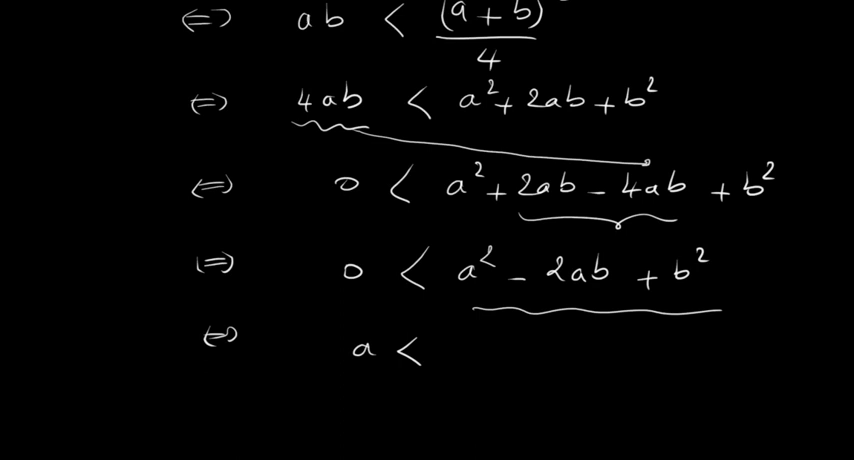 ⇔ ab < (a + b)² / 4
⇔ 4ab < a² + 2ab + b²
⇔ 0 < a² + 2ab - 4ab + b²
⇔ 0 < a² - 2ab + b²
⇔ a <